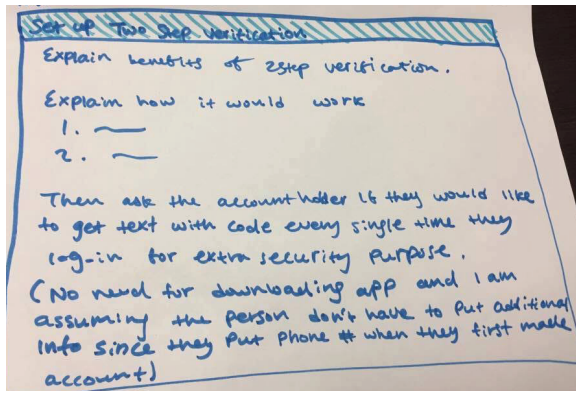 Set up Two Step Verification
Explain benefits of 2step verification.
Explain how it would work
1.
2.
Then ask the account holder if they would like
to get text with code every single time they
log-in for extra security purpose.
(No need for downloading app and I am
assuming the person don't have to put additional
info since they put phone # when they first made
account)